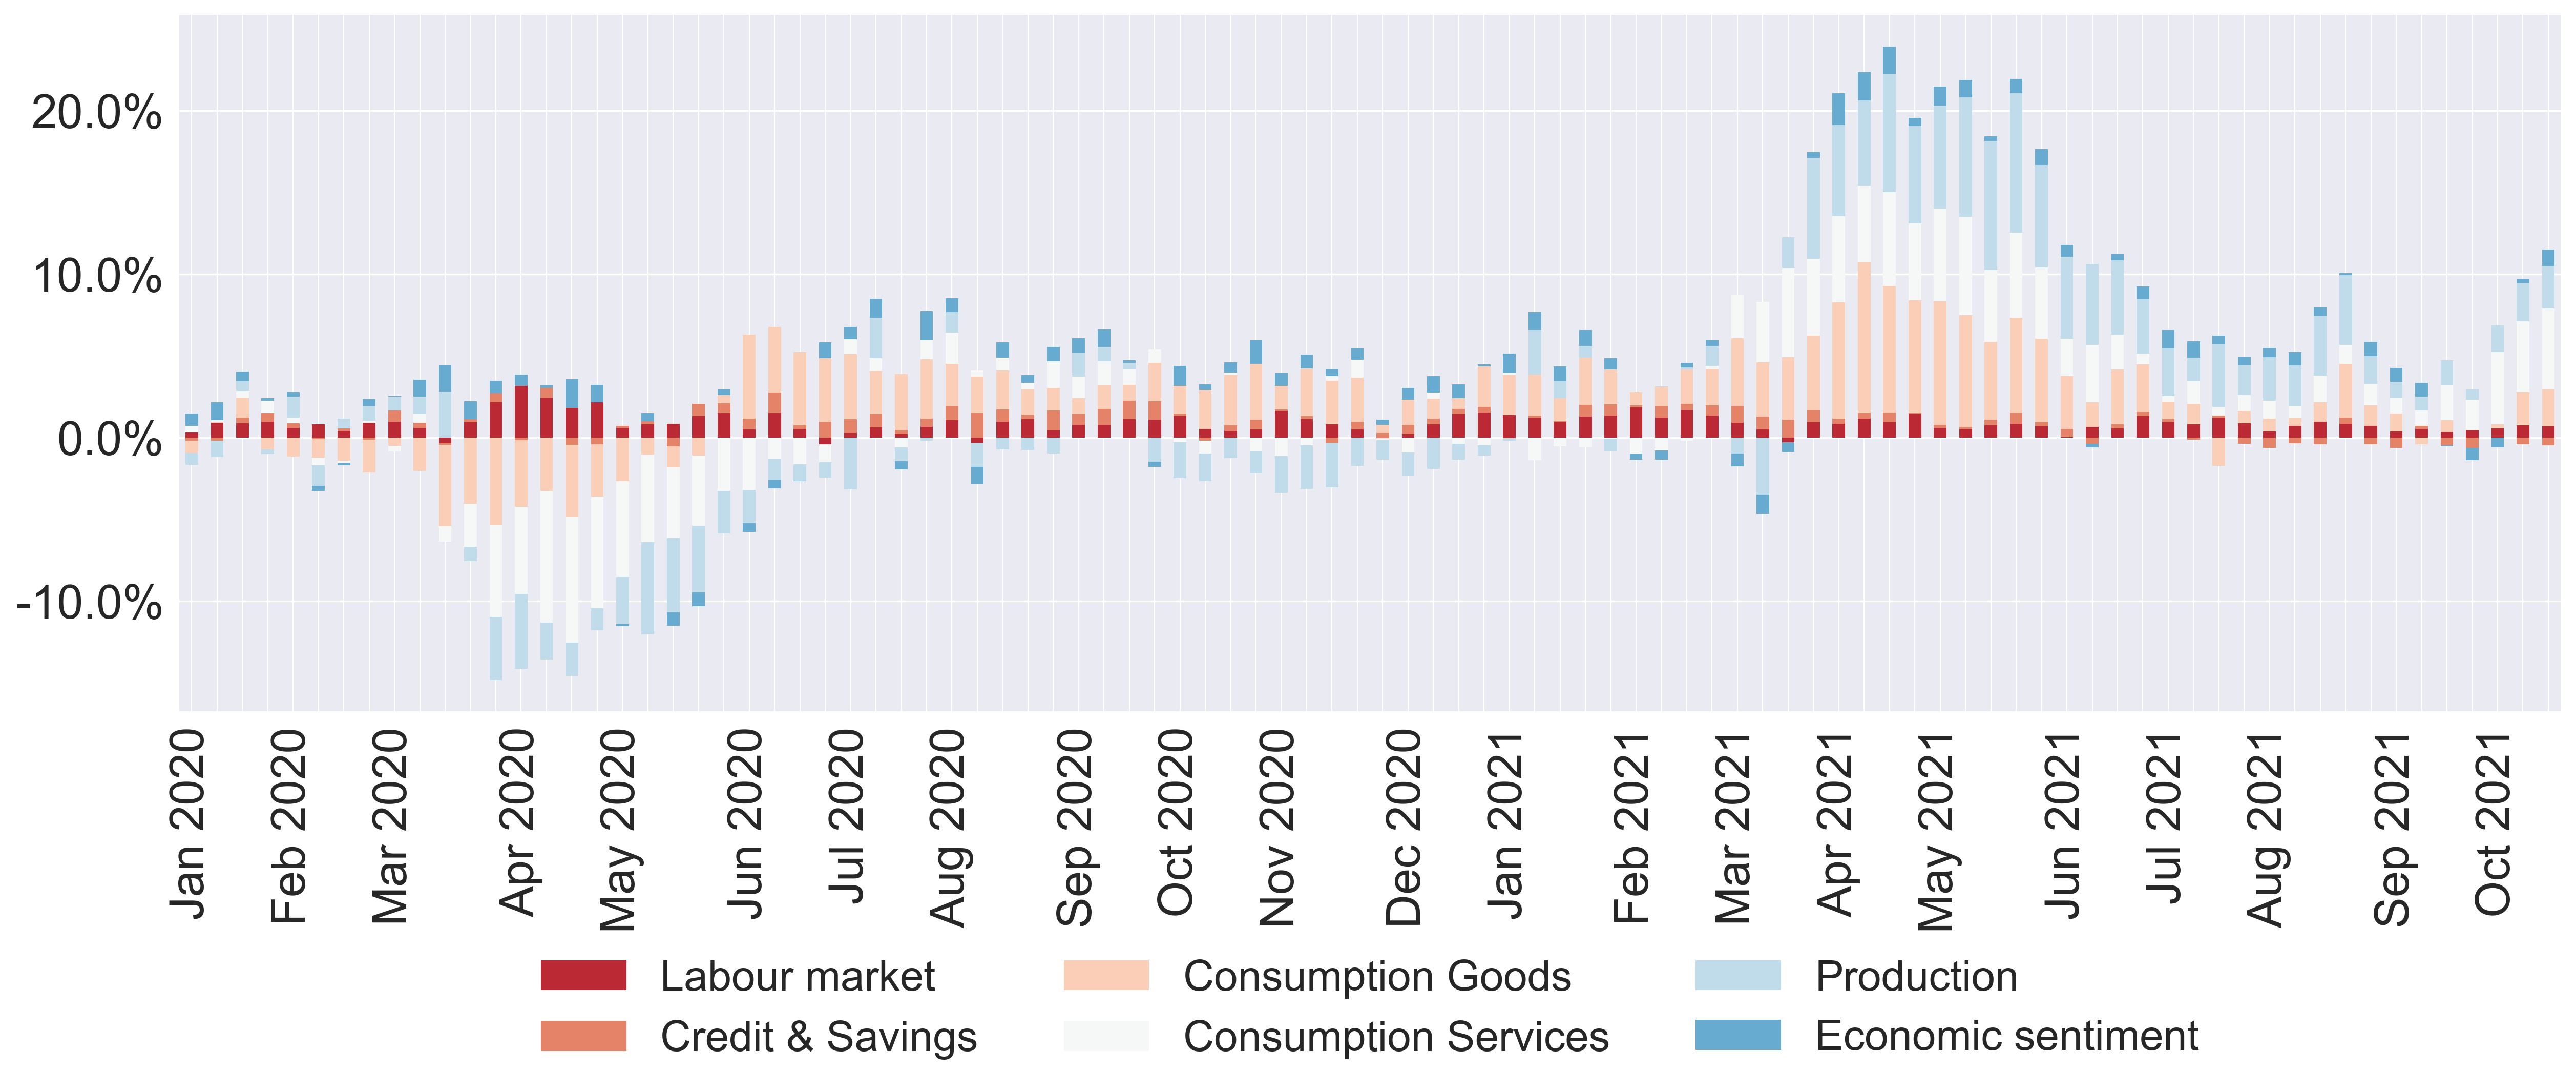 20.0%
10.0%
0.0%
-10.0%
Jan 2020
Feb 2020
Mar 2020
Apr 2020
May 2020
Jun 2020
Jul 2020
Aug 2020
Sep 2020
Oct 2020
Nov 2020
Dec 2020
Jan 2021
Feb 2021
Mar 2021
Apr 2021
May 2021
Jun 2021
Jul 2021
Aug 2021
Sep 2021
Oct 2021
Labour market
Consumption Goods
Production
Credit & Savings
Consumption Services
Economic sentiment